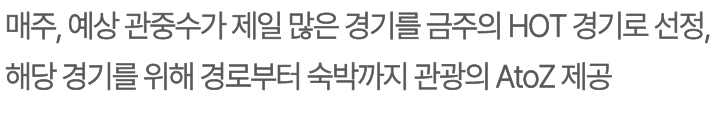 매주, 예상 관중수가 제일 많은 경기를 금주의 HOT 경기로 선정,
해당 경기를 위해 경로부터 숙박까지 관광의 AtoZ 제공